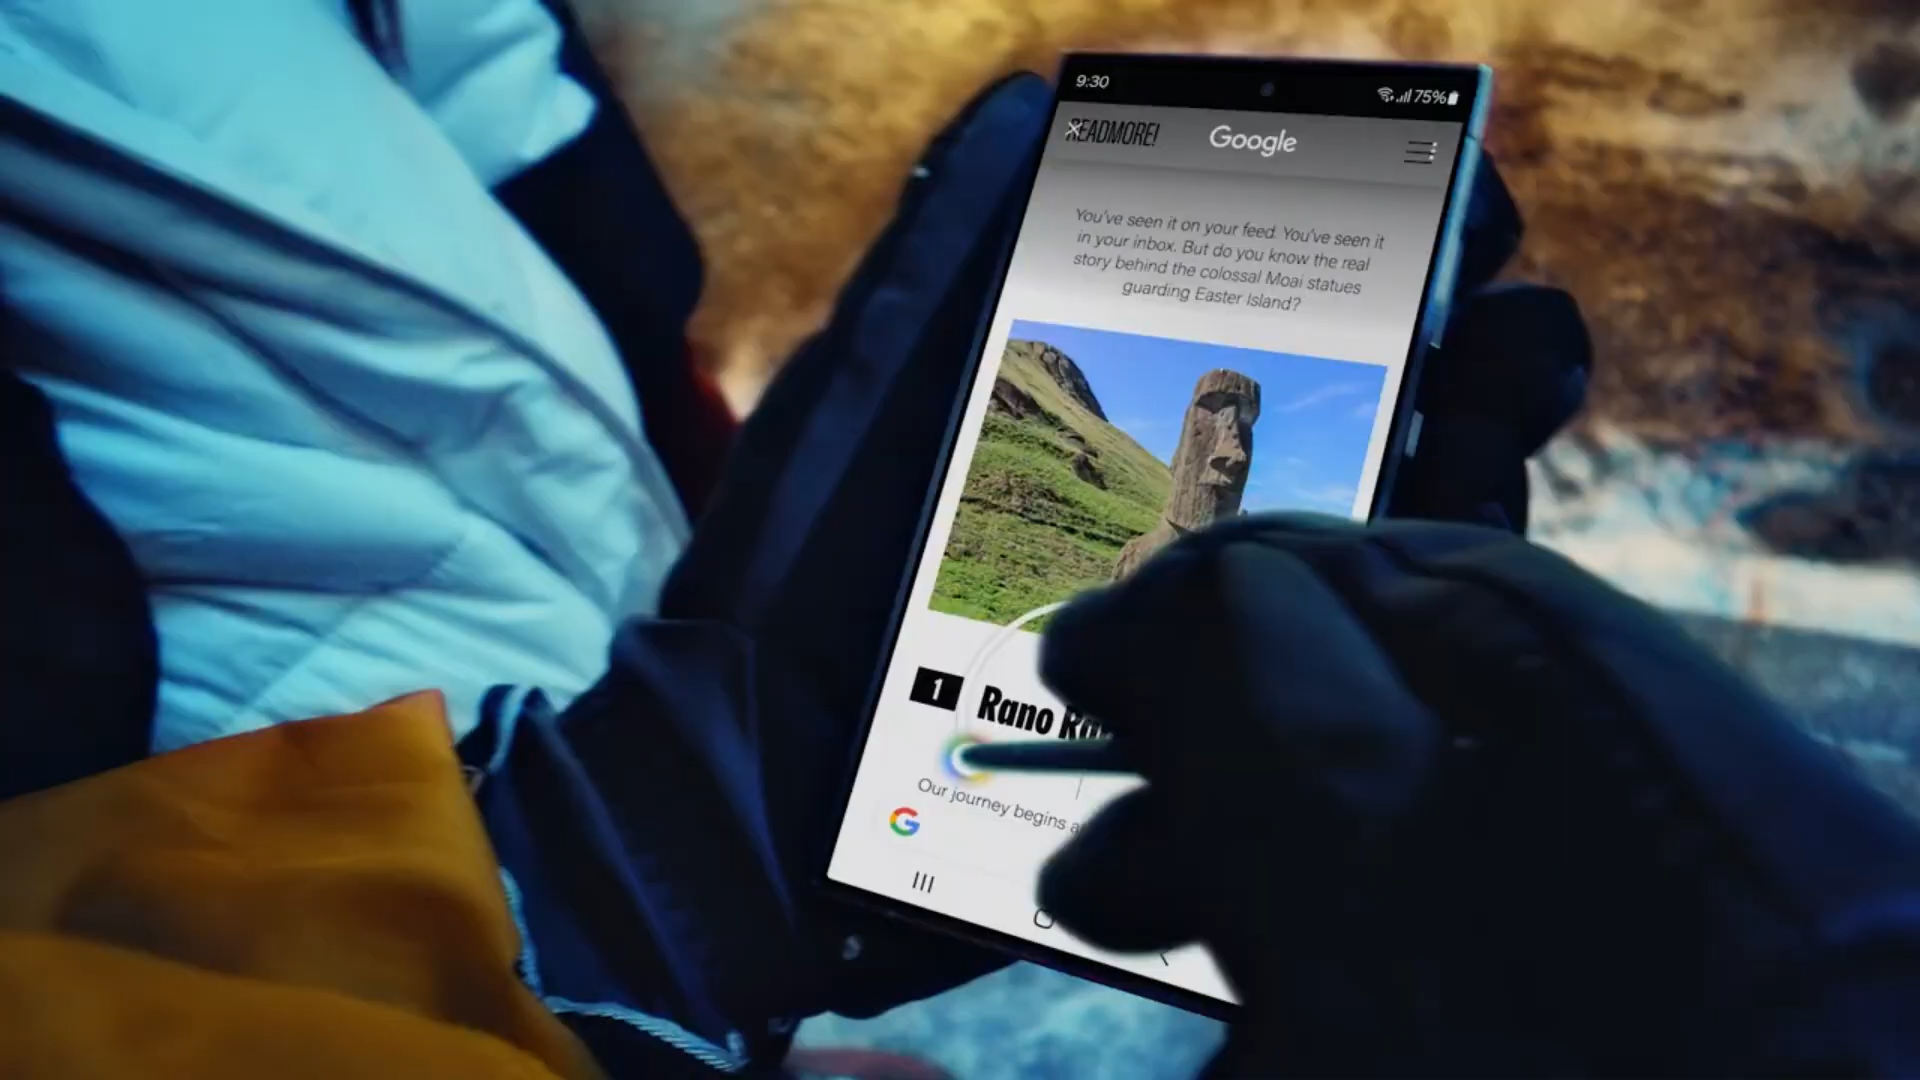 9:30
75%
READMORE!
Google
You've seen it on your feed. You've seen it
in your inbox. But do you know the real
story behind the colossal Moai statues
guarding Easter Island?
1
Rano
Our journey begins
G